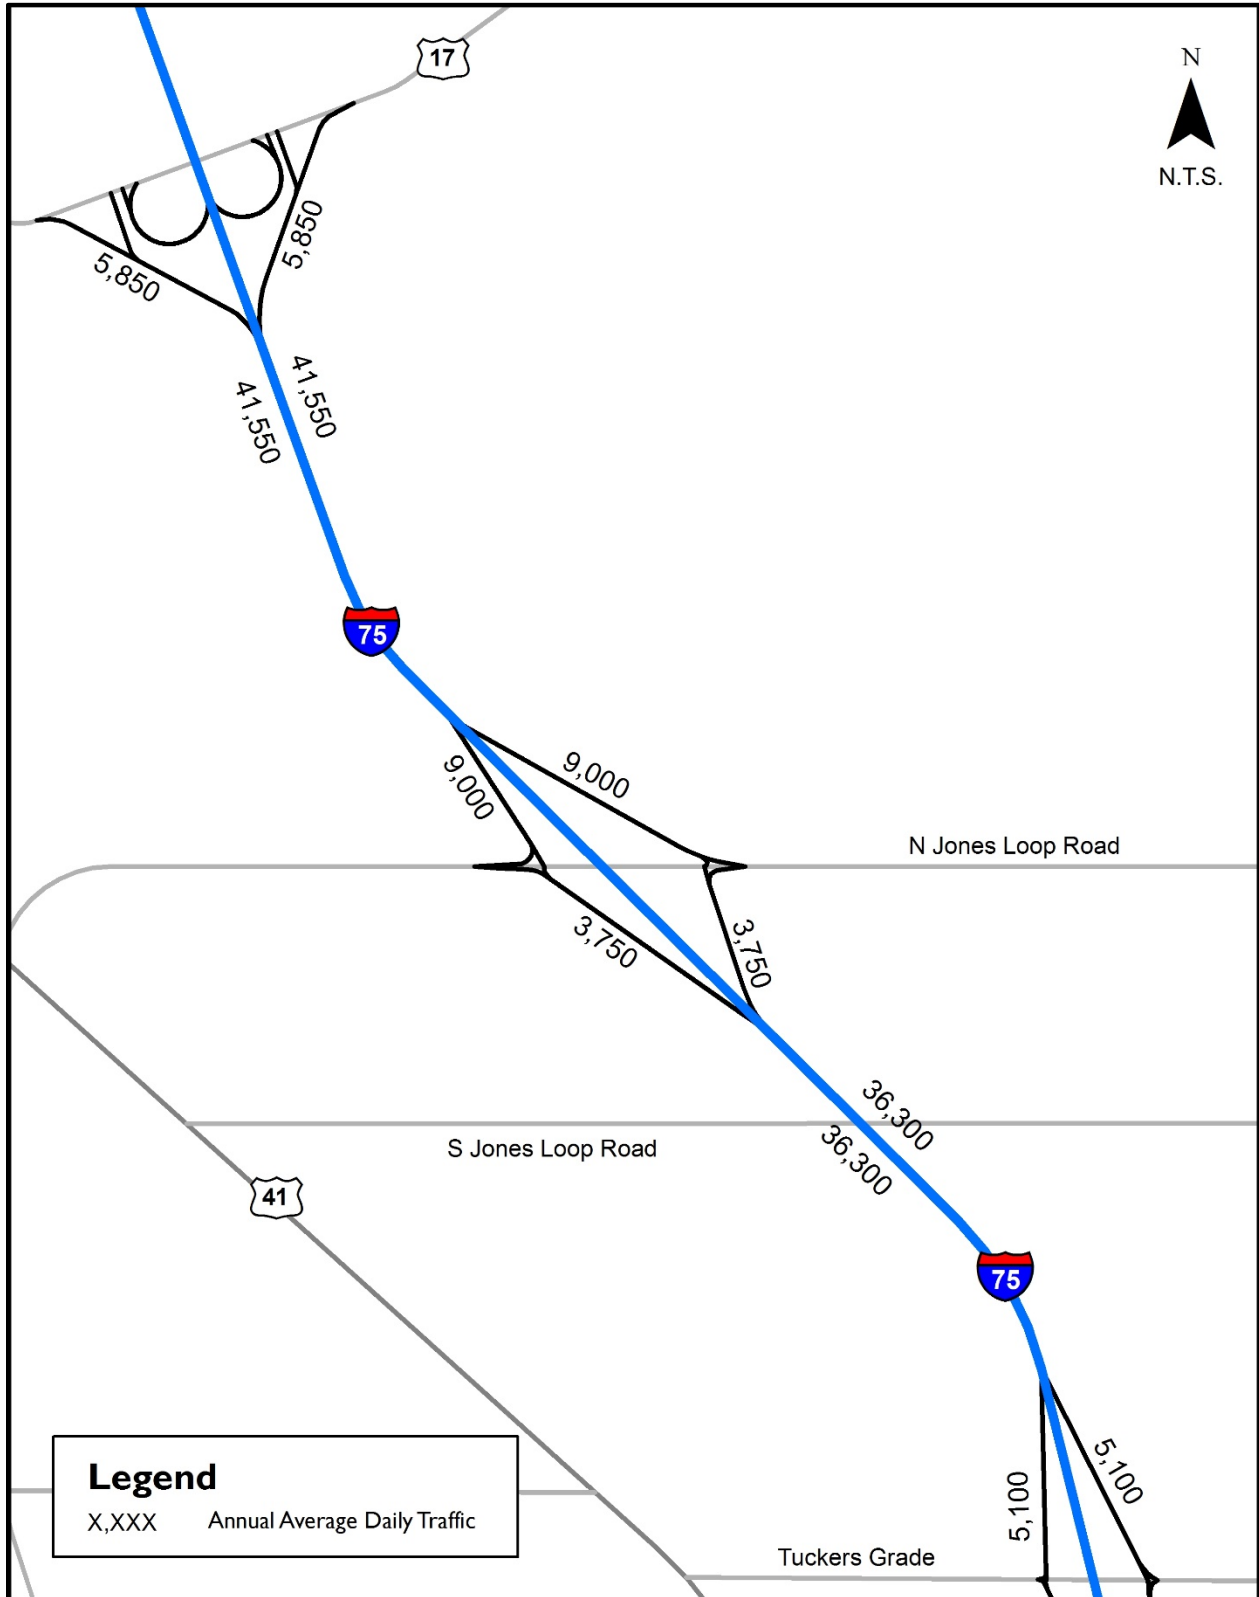 17
N
N.T.S.
5,850
5,850
41,550
41,550
75
9,000
9,000
N Jones Loop Road
3,750
3,750
36,300
36,300
S Jones Loop Road
41
75
5,100
5,100
Legend
X,XXX Annual Average Daily Traffic
Tuckers Grade